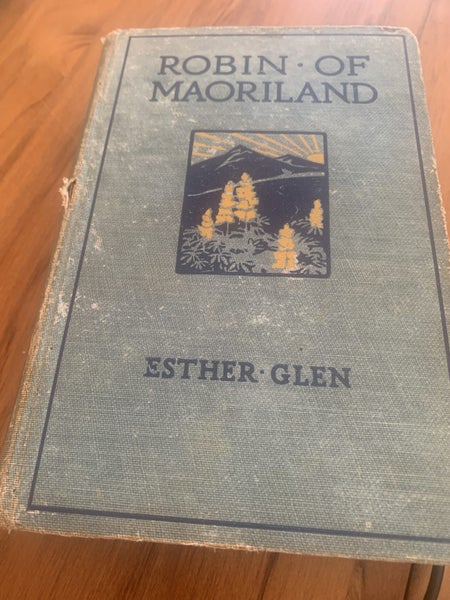 ROBIN · OF
MAORILAND
ESTHER · GLEN